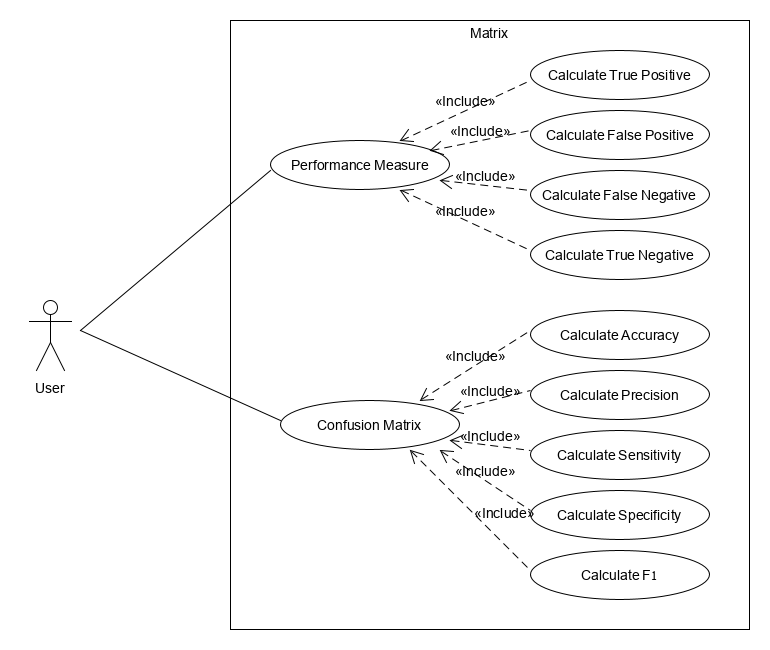 Matrix
Calculate True Positive
«Include»
Calculate False Positive
«Include»
Performance Measure
«Include»
Calculate False Negative
«Include»
Calculate True Negative
User
Calculate Accuracy
«Include»
Calculate Precision
«Include»
Confusion Matrix
«Include»
Calculate Sensitivity
«Include»
Calculate Specificity
«Include»
Calculate F1